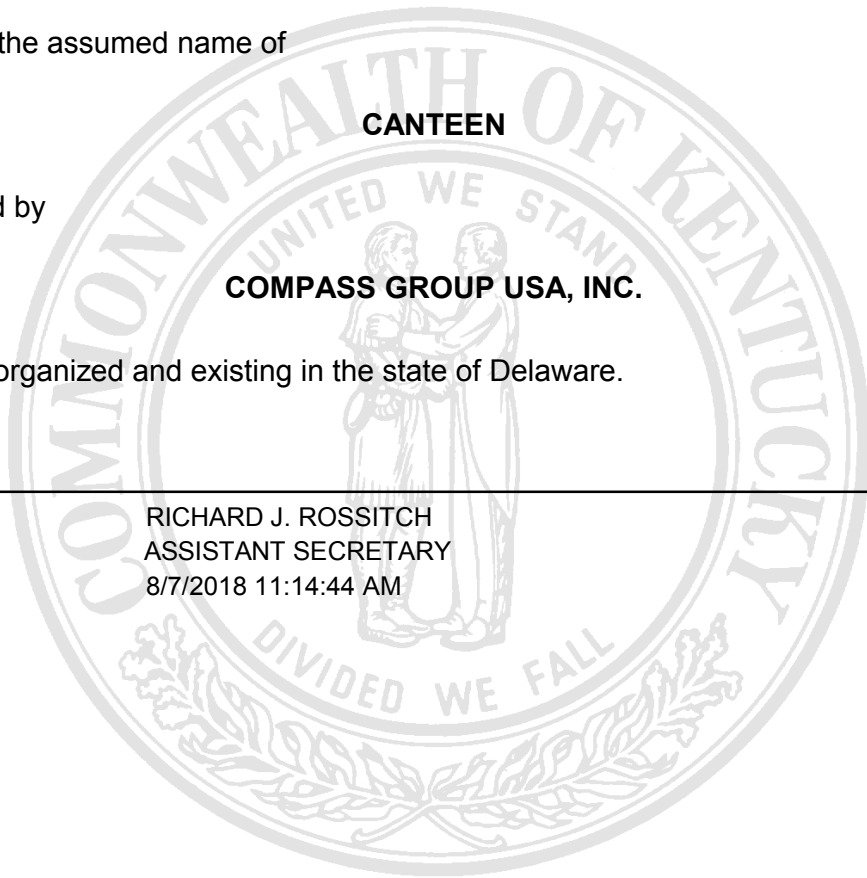 the assumed name of
CANTEEN
d by
COMPASS GROUP USA, INC.
organized and existing in the state of Delaware.
RICHARD J. ROSSITCH
ASSISTANT SECRETARY
8/7/2018 11:14:44 AM
COMMONWEALTH OF KENTUCKY
UNITED WE STAND
DIVIDED WE FALL